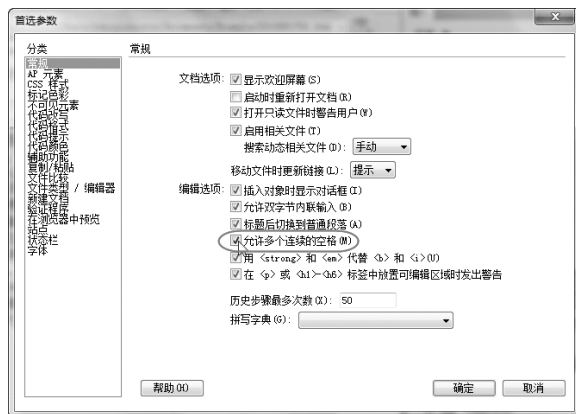 首选参数
分类
常规
AP 元素
CSS 样式
标记色彩
不可见元素
代码改写
代码格式
代码提示
代码颜色
辅助功能
复制/粘贴
文件比较
文件类型 / 编辑器
新建文档
验证程序
在浏览器中预览
站点
状态栏
字体
常规
文档选项: 显示欢迎屏幕(S)
启动时重新打开文档(R)
打开只读文件时警告用户(W)
启用相关文件(T)
搜索动态相关文件(D): 手动
移动文件时更新链接(L): 提示
编辑选项: 插入对象时显示对话框(I)
允许双字节内联输入(B)
标题后切换到普通段落(A)
允许多个连续的空格(M)
用 <strong> 和 <em> 代替 <b> 和 <i>(U)
在 <p> 或 <h1>-<h6> 标签中放置可编辑区域时发出警告
历史步骤最多次数(X): 50
拼写字典(G):
帮助(H) 确定 取消